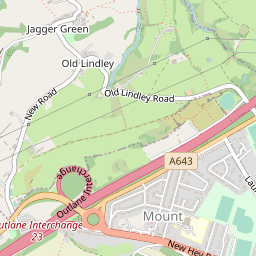 Jagger Green
Old Lindley
Old Lindley Road
New Road
A643
Outlane Interchange
Mount
Outlane Interchange
23
New Hey